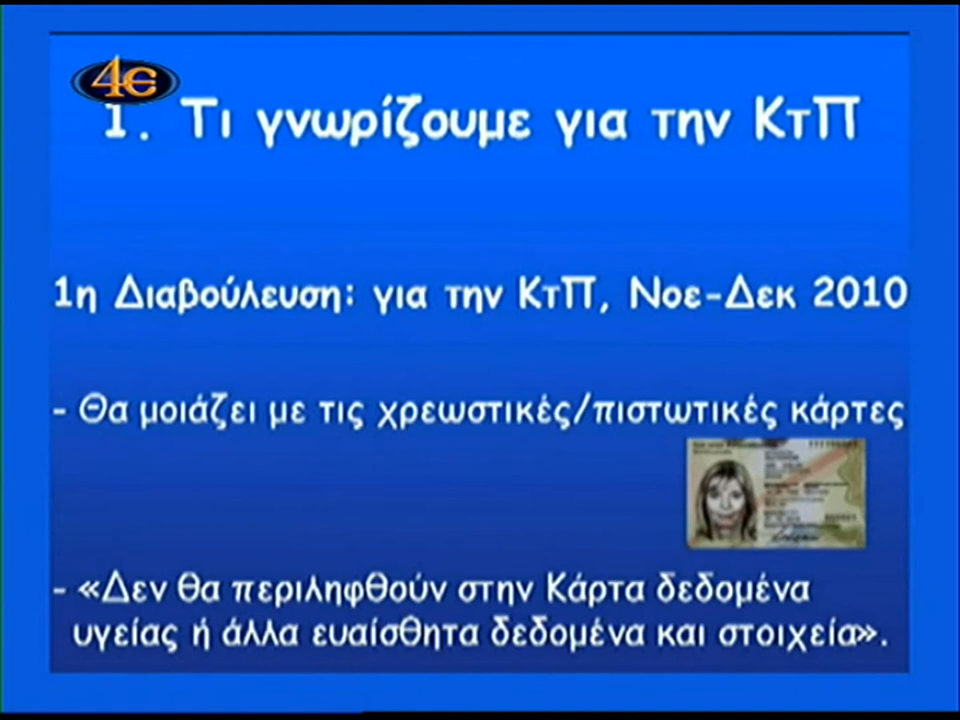 4ε
1. Τι γνωρίζουμε για την ΚτΠ
1η Διαβούλευση: για την ΚτΠ, Νοε-Δεκ 2010
- Θα μοιάζει με τις χρεωστικές/πιστωτικές κάρτες
- «Δεν θα περιληφθούν στην Κάρτα δεδομένα
υγείας ή άλλα ευαίσθητα δεδομένα και στοιχεία».